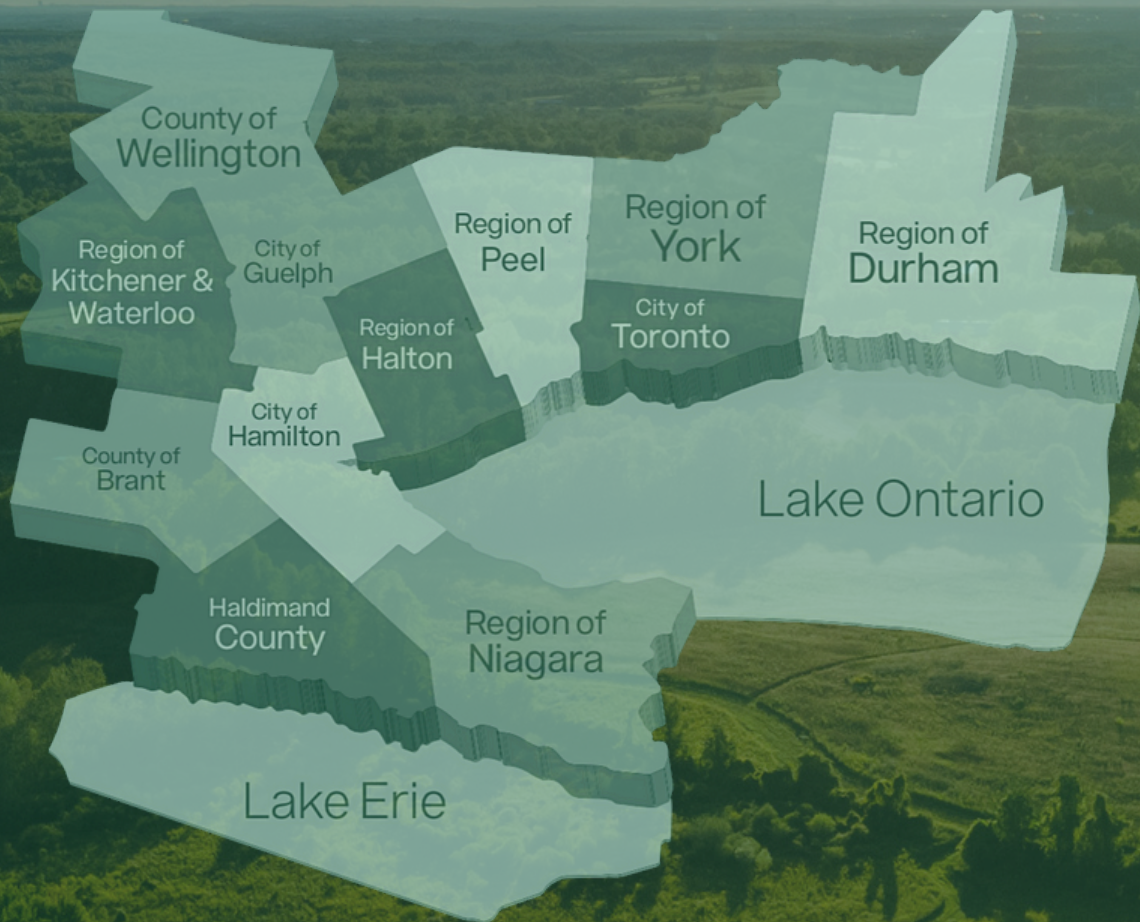 County of
Wellington
Region of
Peel
Region of
York
Region of
Durham
Region of
Kitchener &
Waterloo
City of
Guelph
Region of
Halton
City of
Toronto
City of
Hamilton
County of
Brant
Lake Ontario
Haldimand
County
Region of
Niagara
Lake Erie